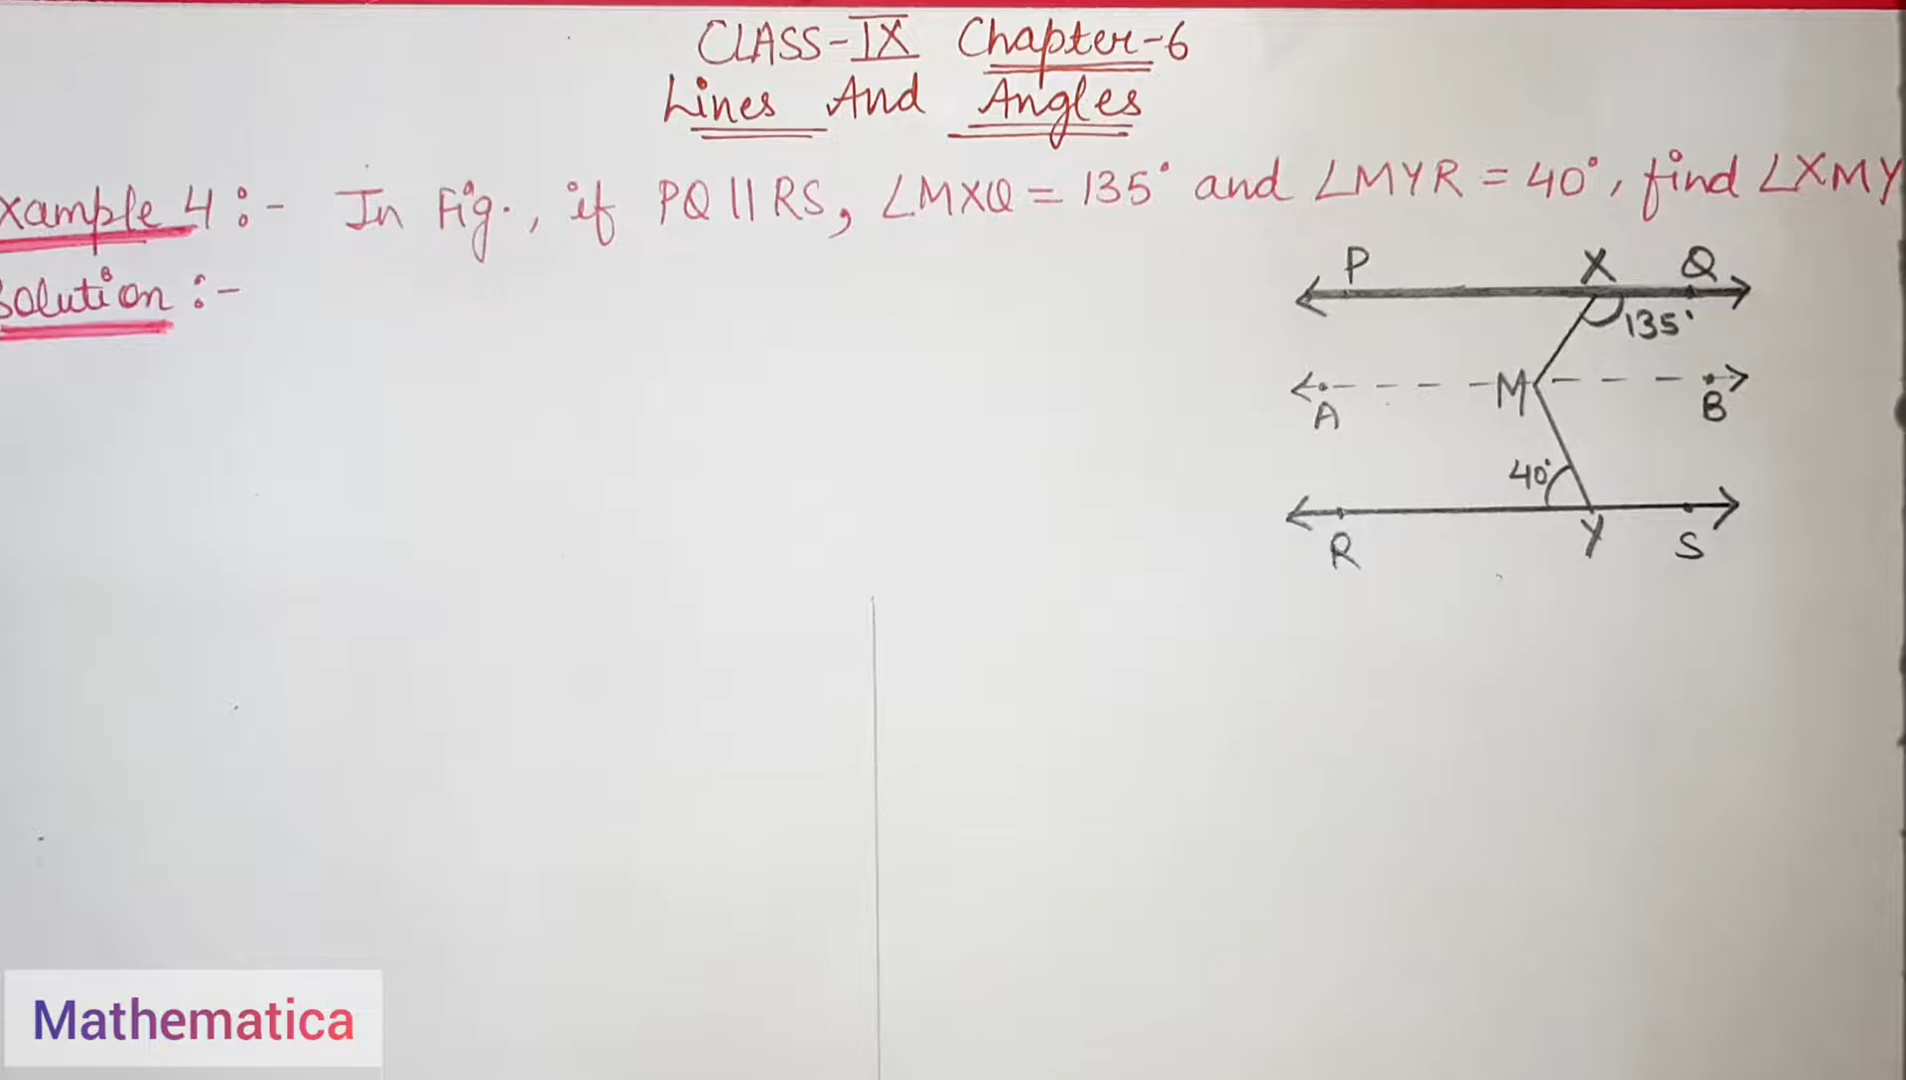 CLASS-IX Chapter-6
Lines And Angles
xample 4:- In Fig., if PQ || RS, ∠MXQ = 135° and ∠MYR = 40°, find ∠XMY
Solution:-
P X Q
135°
A M B
40°
R Y S
Mathematica